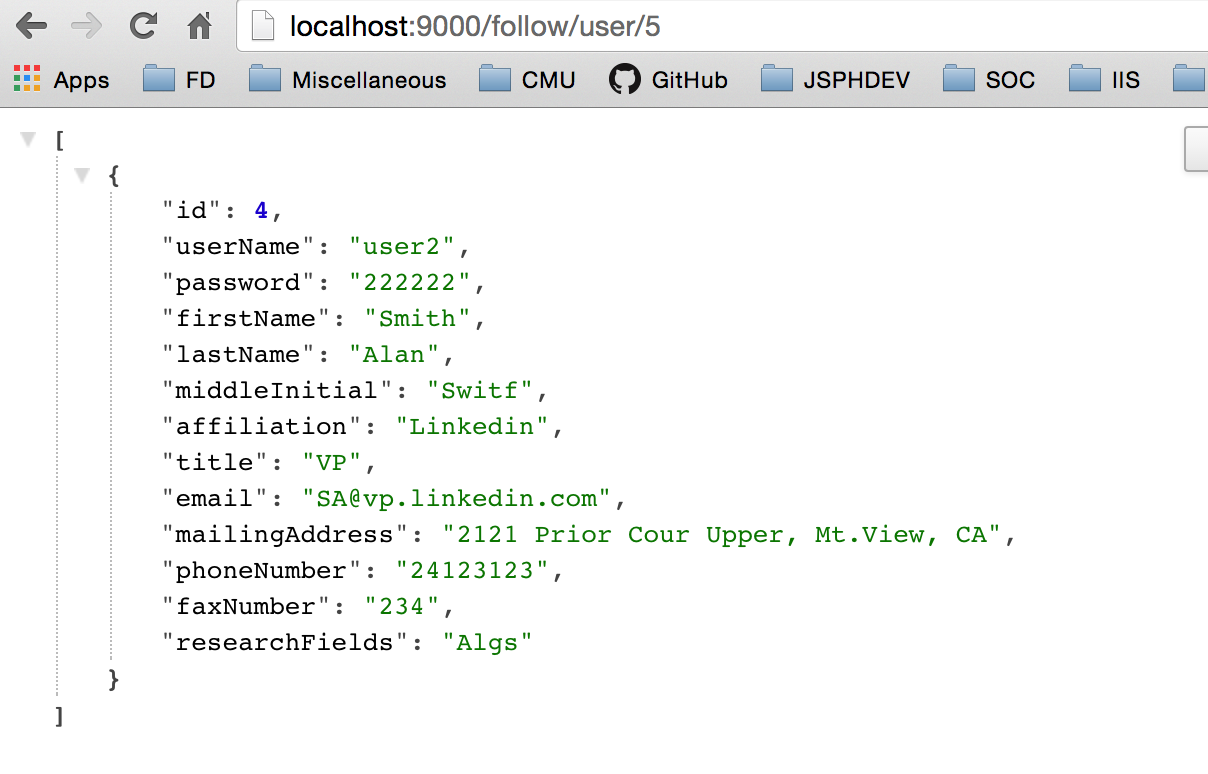 localhost:9000/follow/user/5
Apps FD Miscellaneous CMU GitHub JSPHDEV SOC IIS
[
{
"id": 4,
"userName": "user2",
"password": "222222",
"firstName": "Smith",
"lastName": "Alan",
"middleInitial": "Switf",
"affiliation": "Linkedin",
"title": "VP",
"email": "SA@vp.linkedin.com",
"mailingAddress": "2121 Prior Cour Upper, Mt.View, CA",
"phoneNumber": "24123123",
"faxNumber": "234",
"researchFields": "Algs"
}
]